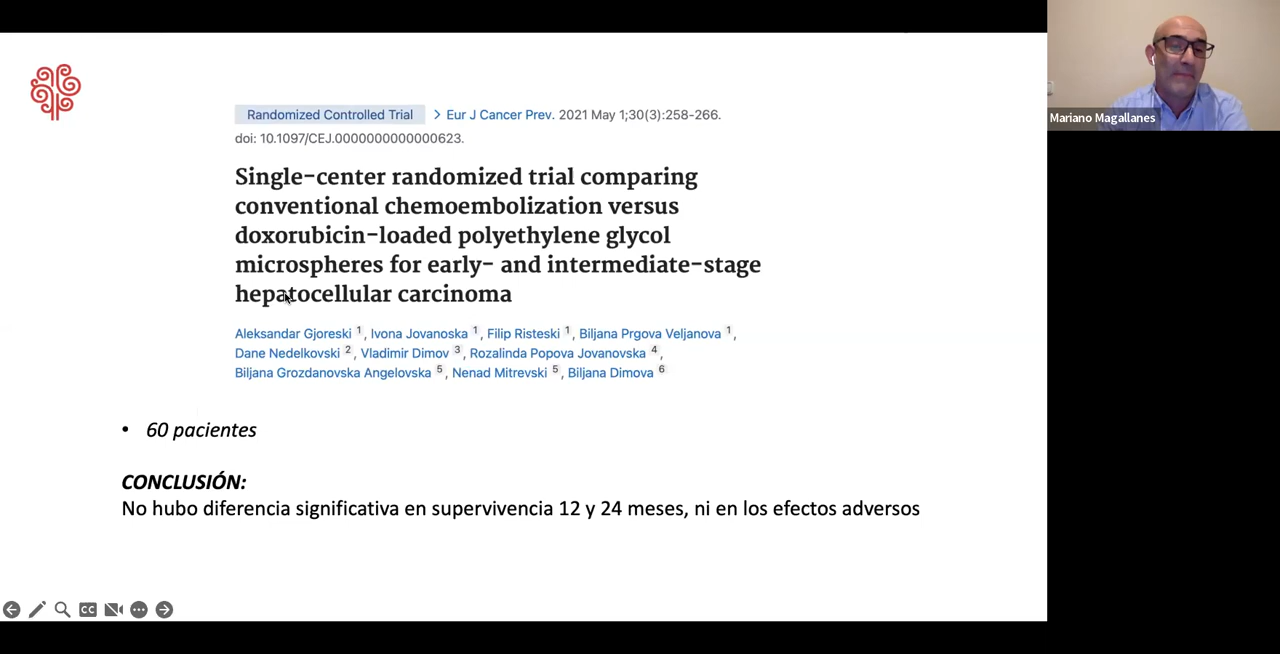 Randomized Controlled Trial > Eur J Cancer Prev. 2021 May 1;30(3):258-266.
doi: 10.1097/CEJ.0000000000000623.
Single-center randomized trial comparing
conventional chemoembolization versus
doxorubicin-loaded polyethylene glycol
microspheres for early- and intermediate-stage
hepatocellular carcinoma
Aleksandar Gjoreski 1, Ivona Jovanoska 1, Filip Risteski 1, Biljana Prgova Veljanova 1,
Dane Nedelkovski 2, Vladimir Dimov 3, Rozalinda Popova Jovanovska 4,
Biljana Grozdanovska Angelovska 5, Nenad Mitrevski 5, Biljana Dimova 6
• 60 pacientes
CONCLUSIÓN:
No hubo diferencia significativa en supervivencia 12 y 24 meses, ni en los efectos adversos
CC
Mariano Magallanes